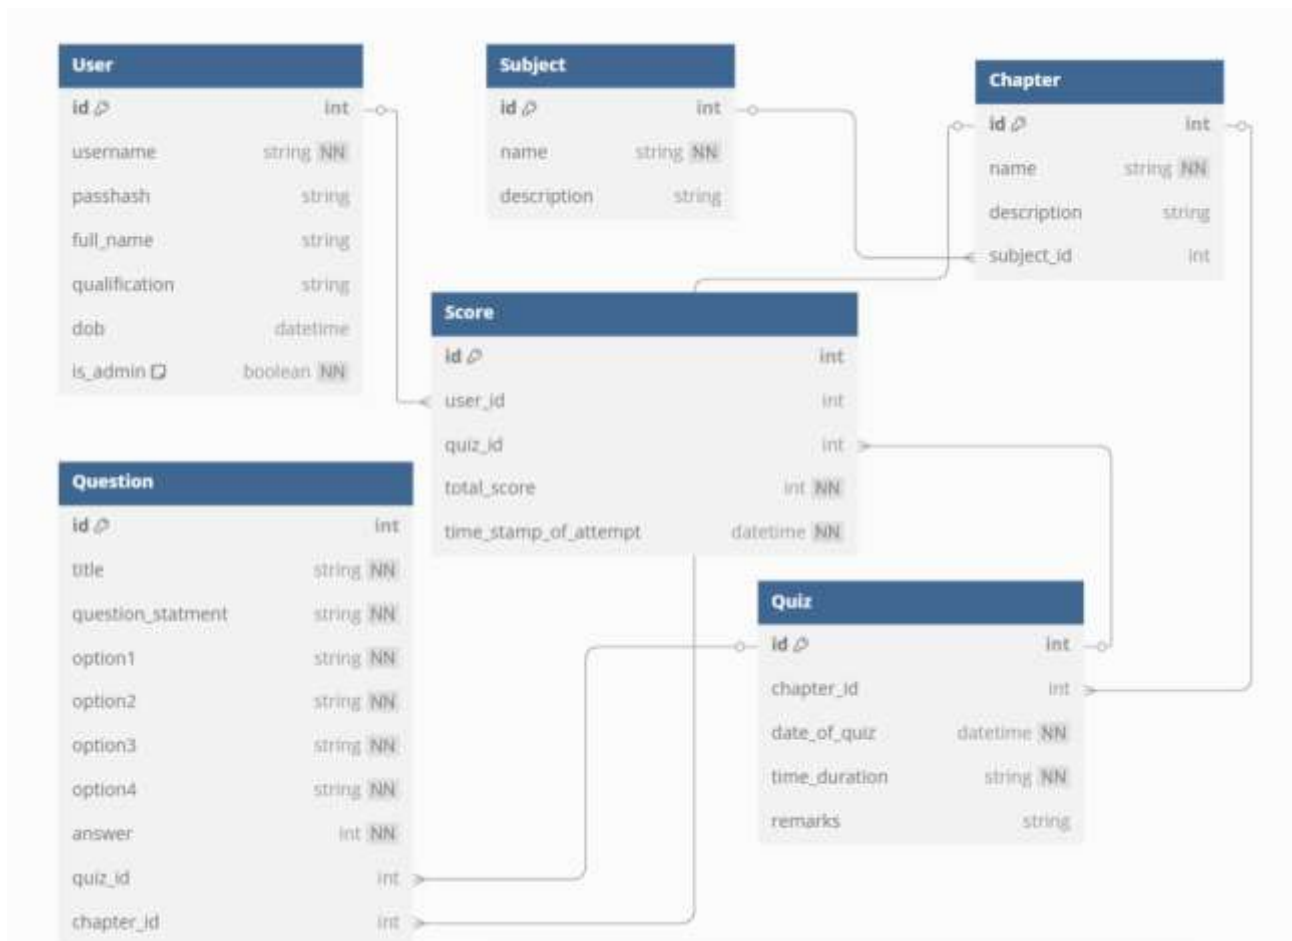 User
id int
username string NN
passhash string
full_name string
qualification string
dob datetime
is_admin boolean NN
Subject
id int
name string NN
description string
Chapter
id int
name string NN
description string
subject_id int
Score
id int
user_id int
quiz_id int
total_score int NN
time_stamp_of_attempt datetime NN
Question
id int
title string NN
question_statment string NN
option1 string NN
option2 string NN
option3 string NN
option4 string NN
answer int NN
quiz_id int
chapter_id int
Quiz
id int
chapter_id int
date_of_quiz datetime NN
time_duration string NN
remarks string